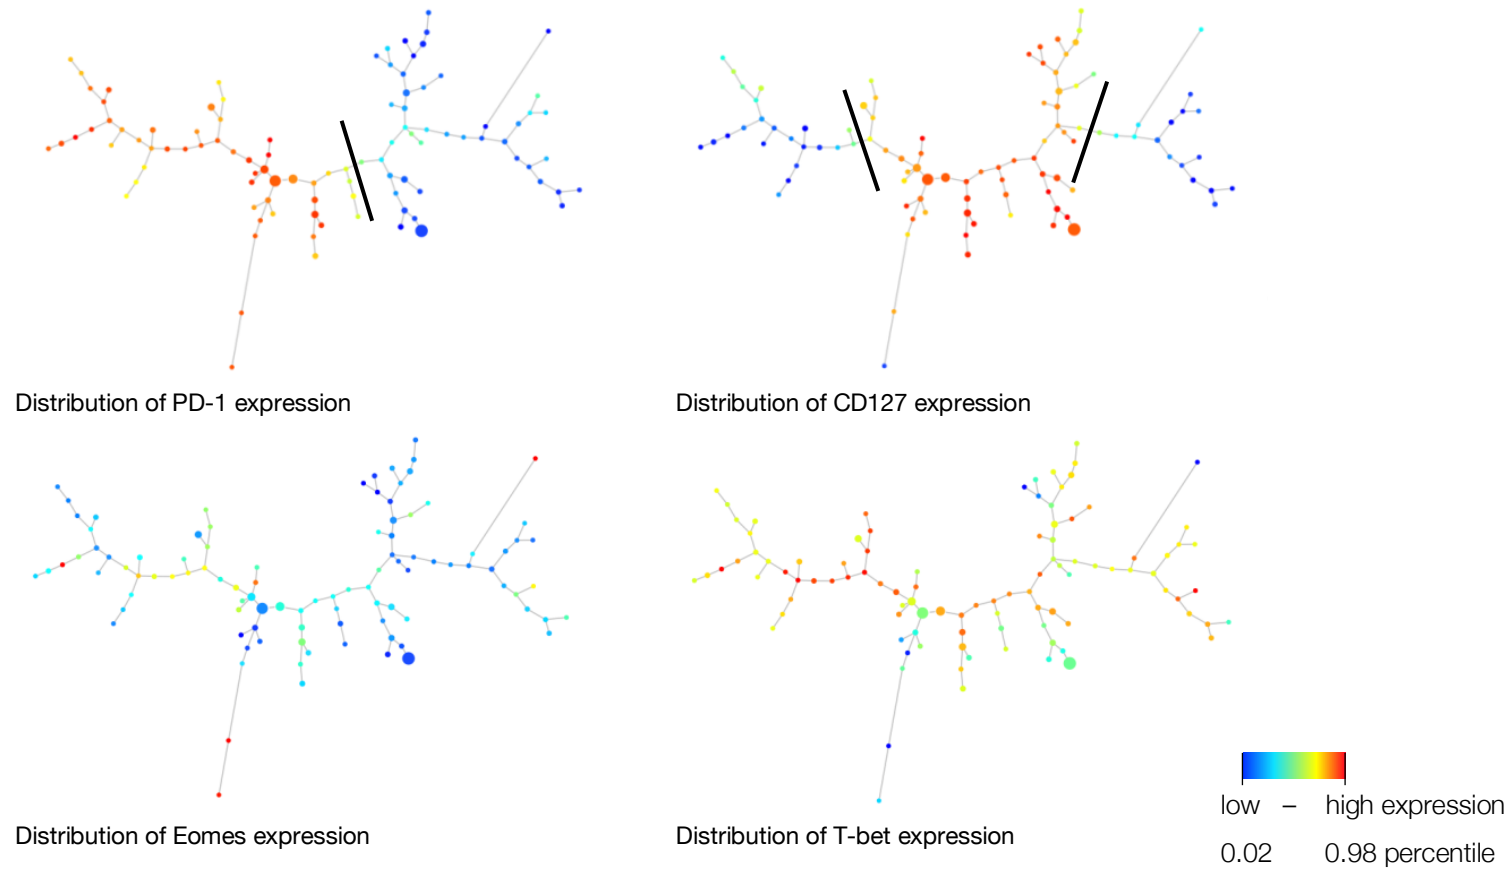 Distribution of PD-1 expression
Distribution of CD127 expression
Distribution of Eomes expression
Distribution of T-bet expression
low – high expression
0.02 0.98 percentile